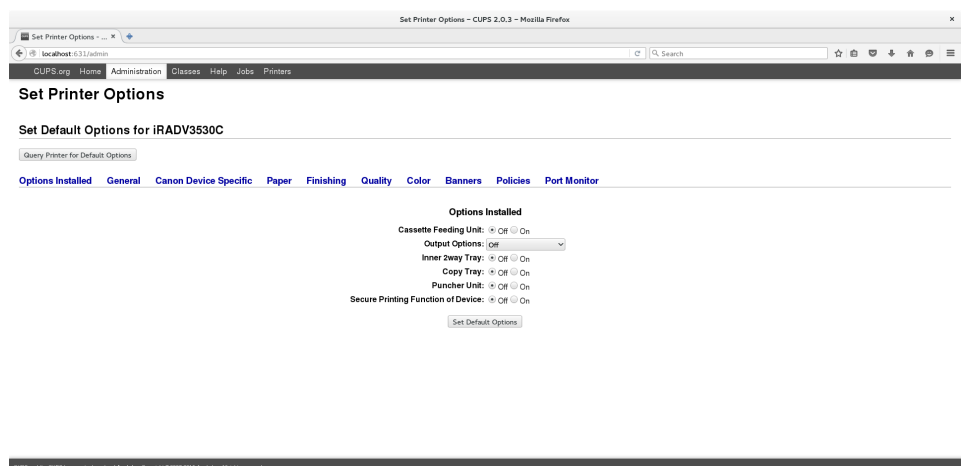 Set Printer Options - CUPS 2.0.3 - Mozilla Firefox
Set Printer Options - ...
localhost:631/admin
Search
CUPS.org Home Administration Classes Help Jobs Printers
Set Printer Options
Set Default Options for iRADV3530C
Query Printer for Default Options
Options Installed General Canon Device Specific Paper Finishing Quality Color Banners Policies Port Monitor
Options Installed
Cassette Feeding Unit: Off On
Output Options: Off
Inner 2way Tray: Off On
Copy Tray: Off On
Puncher Unit: Off On
Secure Printing Function of Device: Off On
Set Default Options